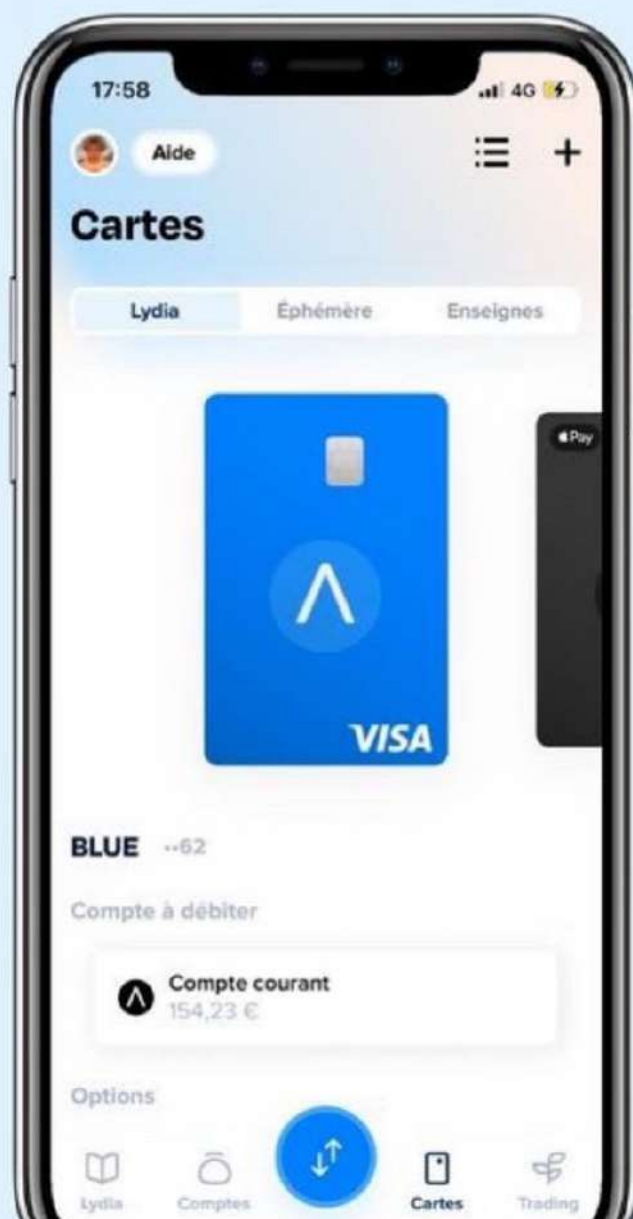 17:58
4G
Aide
Cartes
Lydia Éphémère Enseignes
Pay
VISA
BLUE ··62
Compte à débiter
Compte courant
154,23 €
Options
Lydia Comptes Cartes Trading